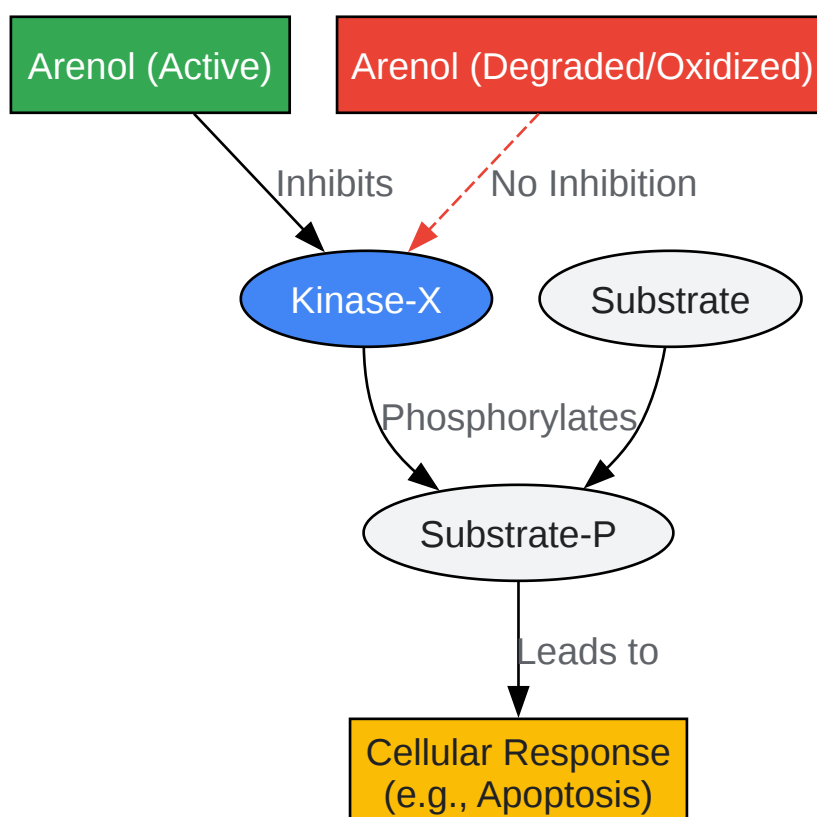 Arenol (Active)
Arenol (Degraded/Oxidized)
Inhibits
No Inhibition
Kinase-X
Substrate
Phosphorylates
Substrate-P
Leads to
Cellular Response
(e.g., Apoptosis)